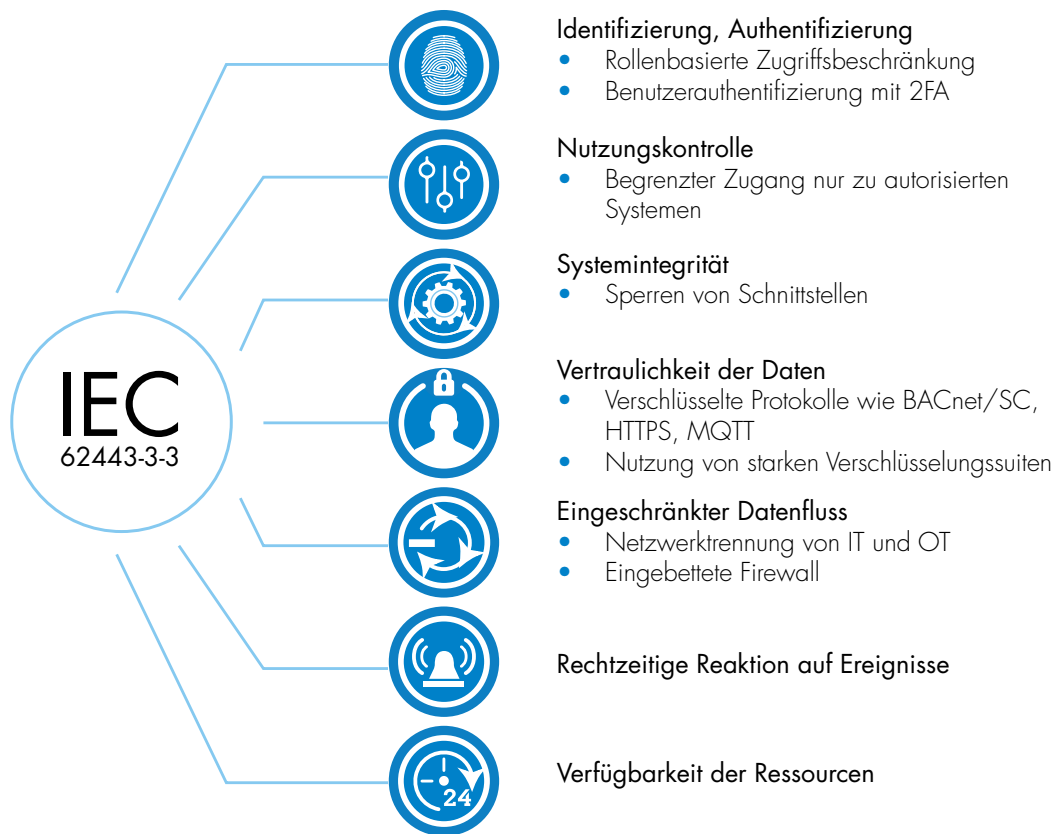 Identifizierung, Authentifizierung
• Rollenbasierte Zugriffsbeschränkung
• Benutzerauthentifizierung mit 2FA
Nutzungskontrolle
• Begrenzter Zugang nur zu autorisierten
Systemen
Systemintegrität
• Sperren von Schnittstellen
IEC
62443-3-3
Vertraulichkeit der Daten
• Verschlüsselte Protokolle wie BACnet/SC,
HTTPS, MQTT
• Nutzung von starken Verschlüsselungssuiten
Eingeschränkter Datenfluss
• Netzwerktrennung von IT und OT
• Eingebettete Firewall
Rechtzeitige Reaktion auf Ereignisse
24
Verfügbarkeit der Ressourcen